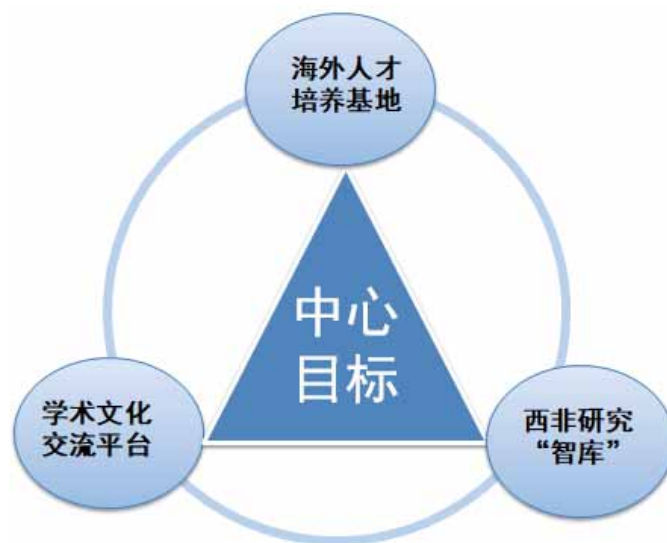 海外人才
培养基地
中心
目标
学术文化
交流平台
西非研究
“智库”